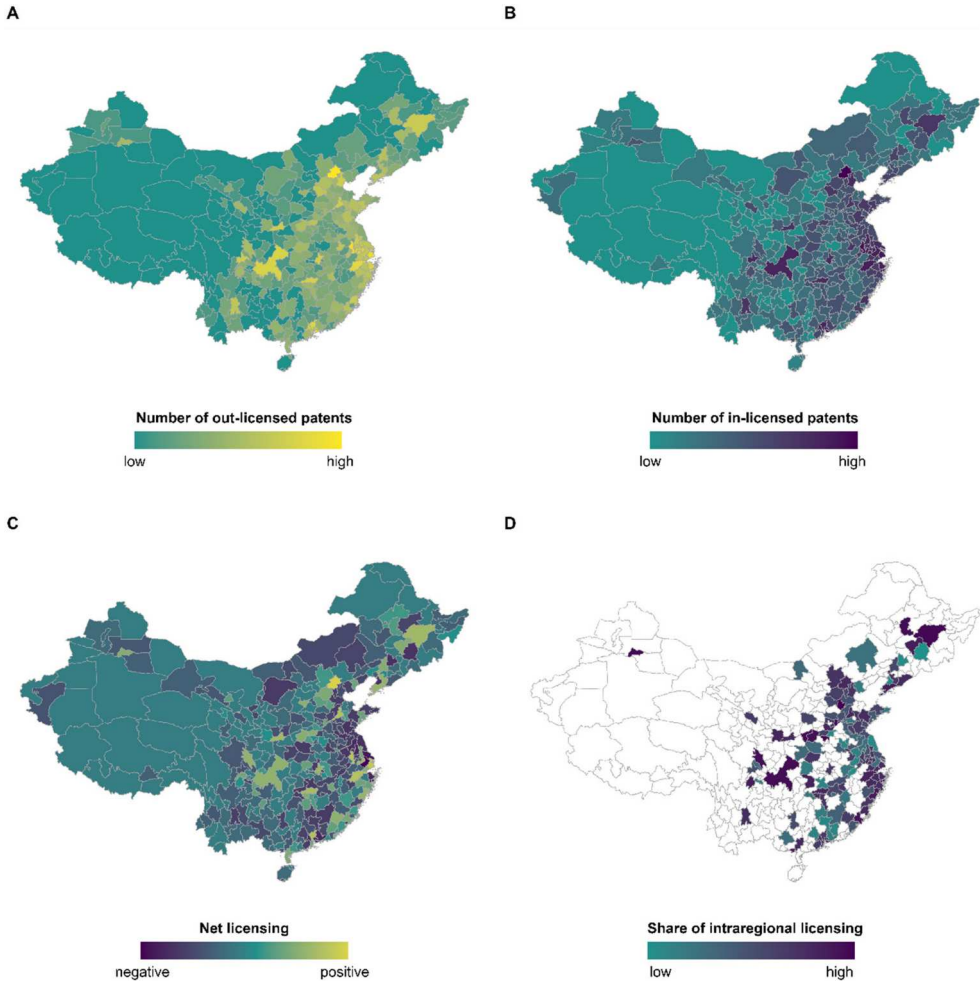 A
B
Number of out-licensed patents
low high
Number of in-licensed patents
low high
C
D
Net licensing
negative positive
Share of intraregional licensing
low high